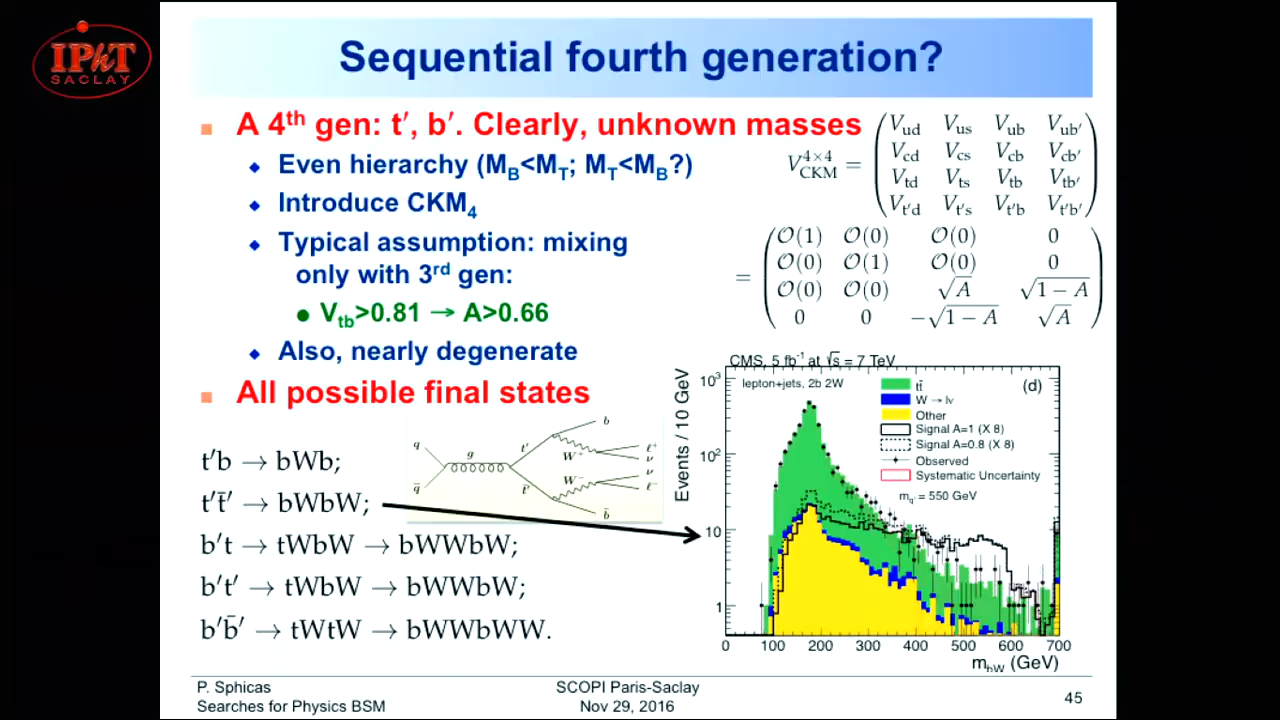 IPhT
SACLAY
Sequential fourth generation?
A 4th gen: t′, b′. Clearly, unknown masses
Even hierarchy (MB<MT; MT<MB?)
Introduce CKM4
Typical assumption: mixing
only with 3rd gen:
Vtb>0.81 → A>0.66
Also, nearly degenerate
All possible final states
V 4×4 CKM =
Vud Vus Vub Vub′
Vcd Vcs Vcb Vcb′
Vtd Vts Vtb Vtb′
Vt′d Vt′s Vt′b Vt′b′
=
O(1) O(0) O(0) 0
O(0) O(1) O(0) 0
O(0) O(0) √A √1 − A
0 0 −√1 − A √A
t′b → bWb;
t′t̄′ → bWbW;
b′t → tWbW → bWWbW;
b′t′ → tWbW → bWWbW;
b′b̄′ → tWtW → bWWbWW.
q
q̄
g
t′
t̄′
b
W+
W−
b̄
ℓ+
ν
ν
ℓ−
CMS, 5 fb-1 at √s = 7 TeV
lepton+jets, 2b 2W
(d)
tt̄
W → lν
Other
Signal A=1 (X 8)
Signal A=0.8 (X 8)
Observed
Systematic Uncertainty
mq′ = 550 GeV
Events / 10 GeV
103
102
10
1
0 100 200 300 400 500 600 700
mbW (GeV)
P. Sphicas
Searches for Physics BSM
SCOPI Paris-Saclay
Nov 29, 2016
45